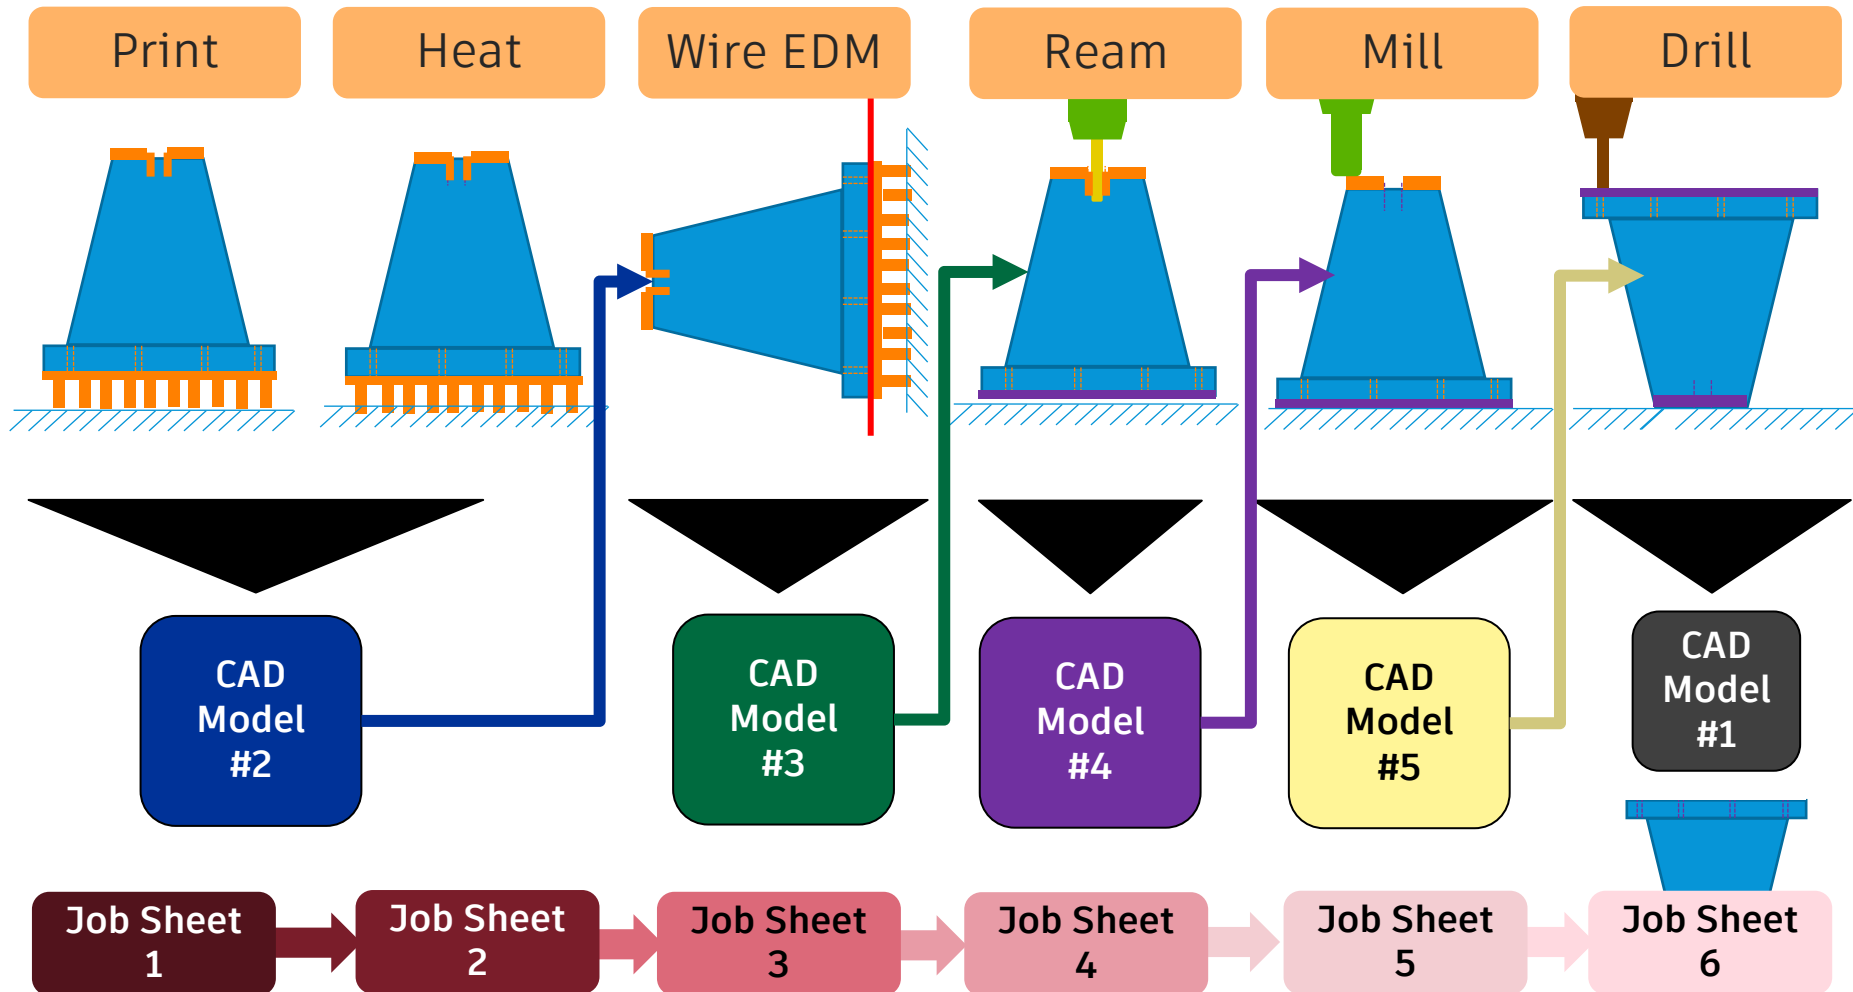 Print
Heat
Wire EDM
Ream
Mill
Drill
CAD
Model
#2
CAD
Model
#3
CAD
Model
#4
CAD
Model
#5
CAD
Model
#1
Job Sheet
1
Job Sheet
2
Job Sheet
3
Job Sheet
4
Job Sheet
5
Job Sheet
6